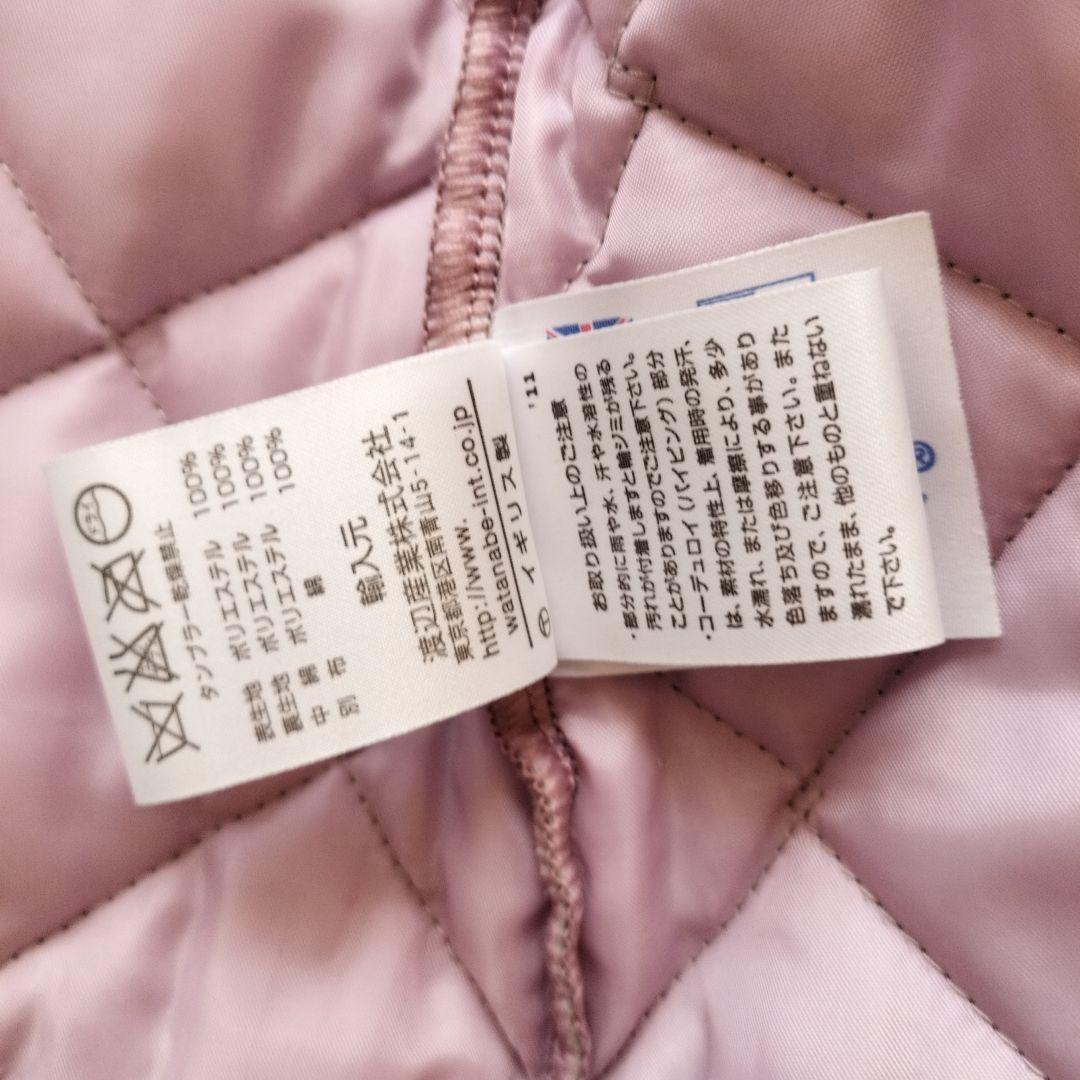 ドライ
タンブラー乾燥禁止
表生地 ポリエステル 100%
裏生地 ポリエステル 100%
中綿 ポリエステル 100%
別布 綿 100%
輸入元
渡辺産業株式会社
東京都港区南青山5-14-1
http://www.
watanabe-int.co.jp
イギリス製
'11
お取り扱い上のご注意
・部分的に雨や水、汗や水溶性の
汚れが付着しますと輪ジミが残る
ことがありますのでご注意下さい。
・コーデュロイ(パイピング)部分
は、素材の特性上、着用時の発汗、
水濡れ、または摩擦により、多少
色落ち及び色移りする事があり
ますので、ご注意下さい。また
濡れたまま、他のものと重ねない
で下さい。
®